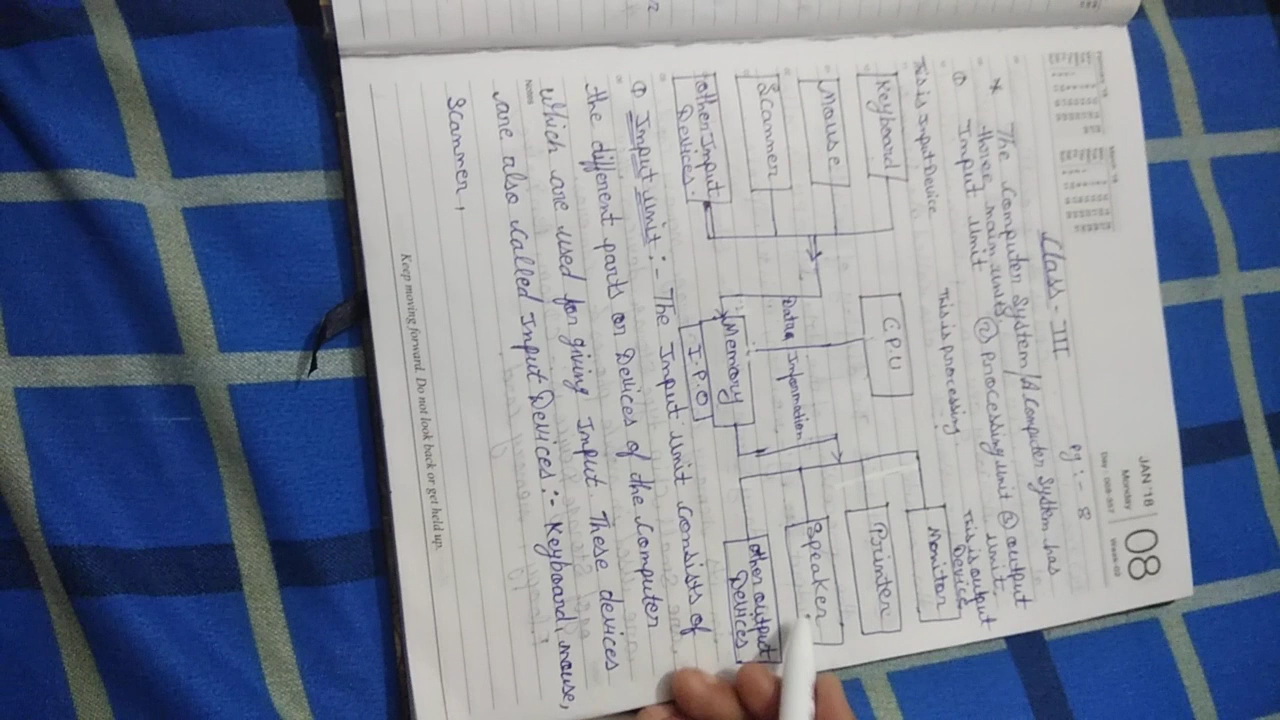 JAN '18
Monday
08
Class - III
pg :- 8
* The Computer System/A Computer System has
three main units
① Input unit ② processing unit ③ output unit.
This is Input Device
This is processing
This is output Device
Keyboard
Mouse
Scanner
Other Input Devices.
C.P.U
Data Information
Memory
I.P.O
Monitor
Printer
Speaker
other output Devices
① Input unit :- The Input unit consists of
the different parts or Devices of the Computer
which are used for giving Input. These devices
are also called Input Devices :- Keyboard, mouse,
Scanner,
NOTES
Keep moving forward. Do not look back or get held up.